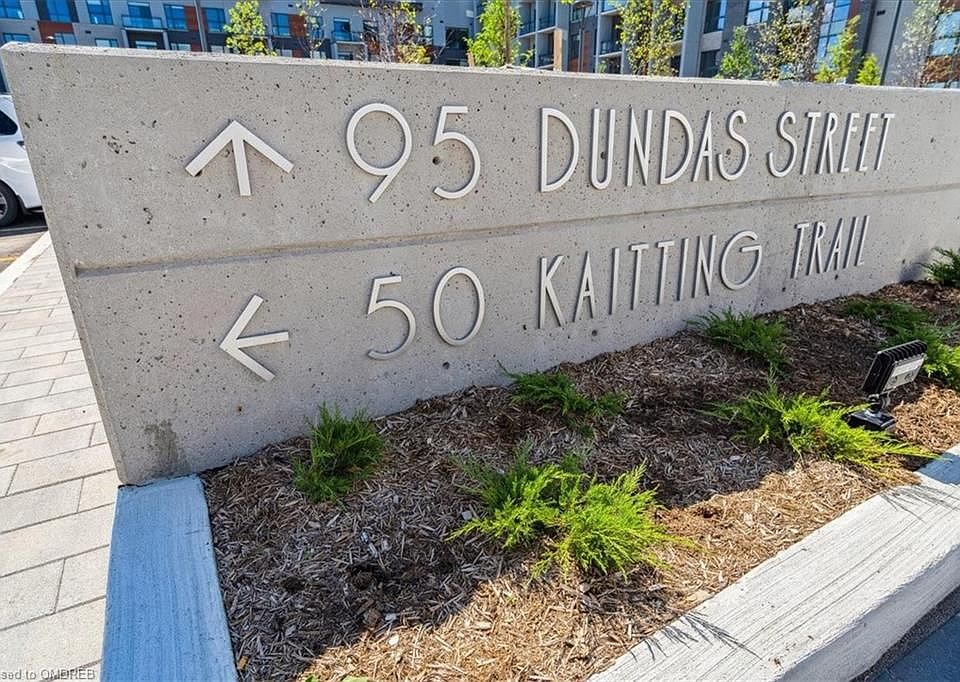 ↑ 95 DUNDAS STREET
← 50 KAITTING TRAIL
sed to OMDREB